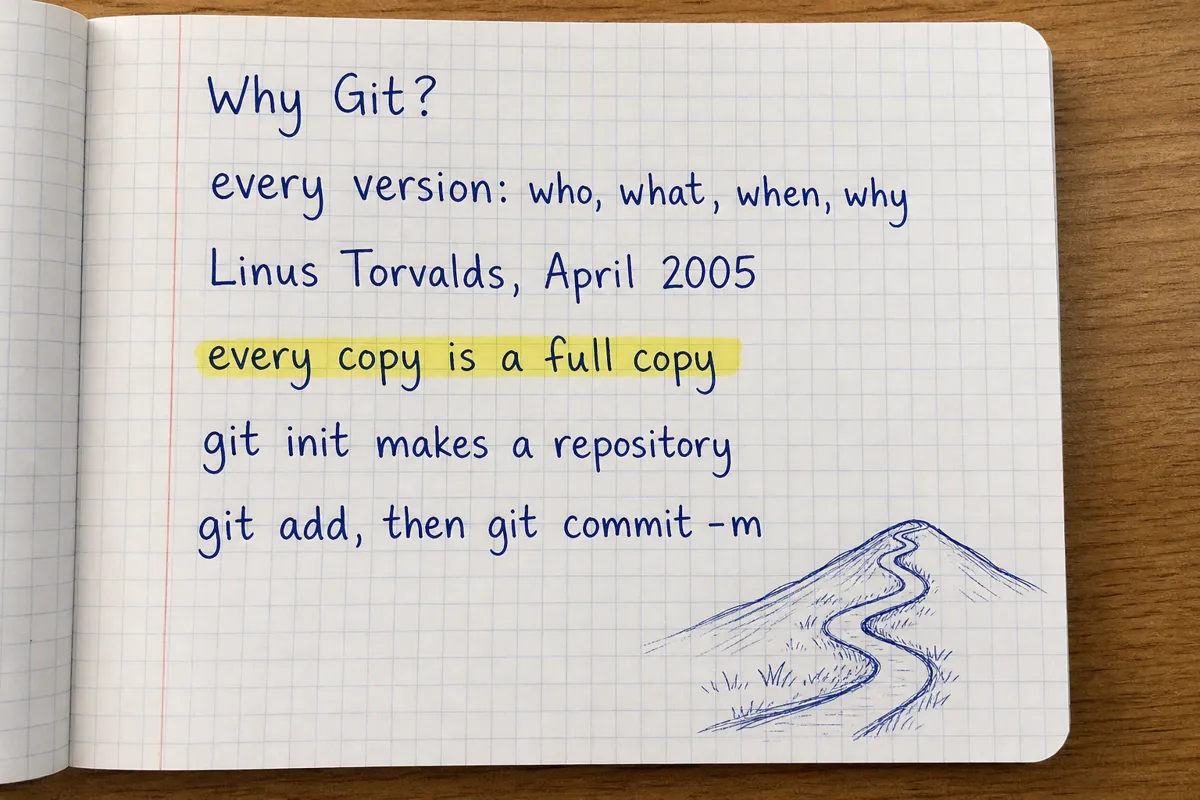 Why Git?
every version: who, what, when, why
Linus Torvalds, April 2005
every copy is a full copy
git init makes a repository
git add, then git commit -m